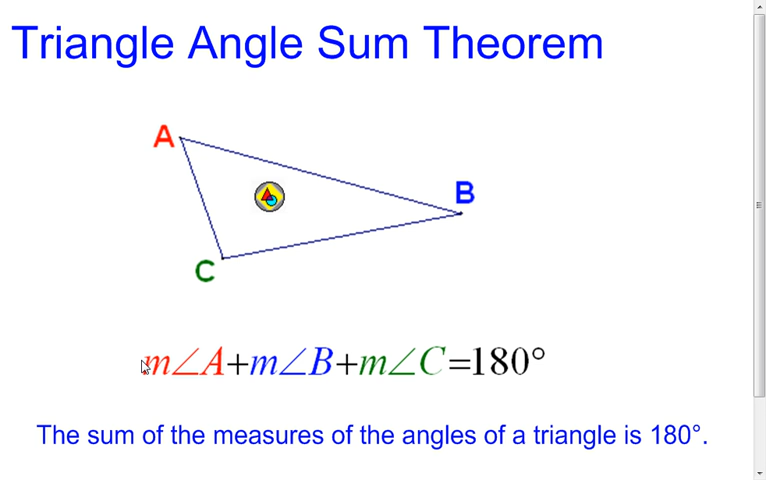 Triangle Angle Sum Theorem
A
B
C
m∠A+m∠B+m∠C=180°
The sum of the measures of the angles of a triangle is 180°.